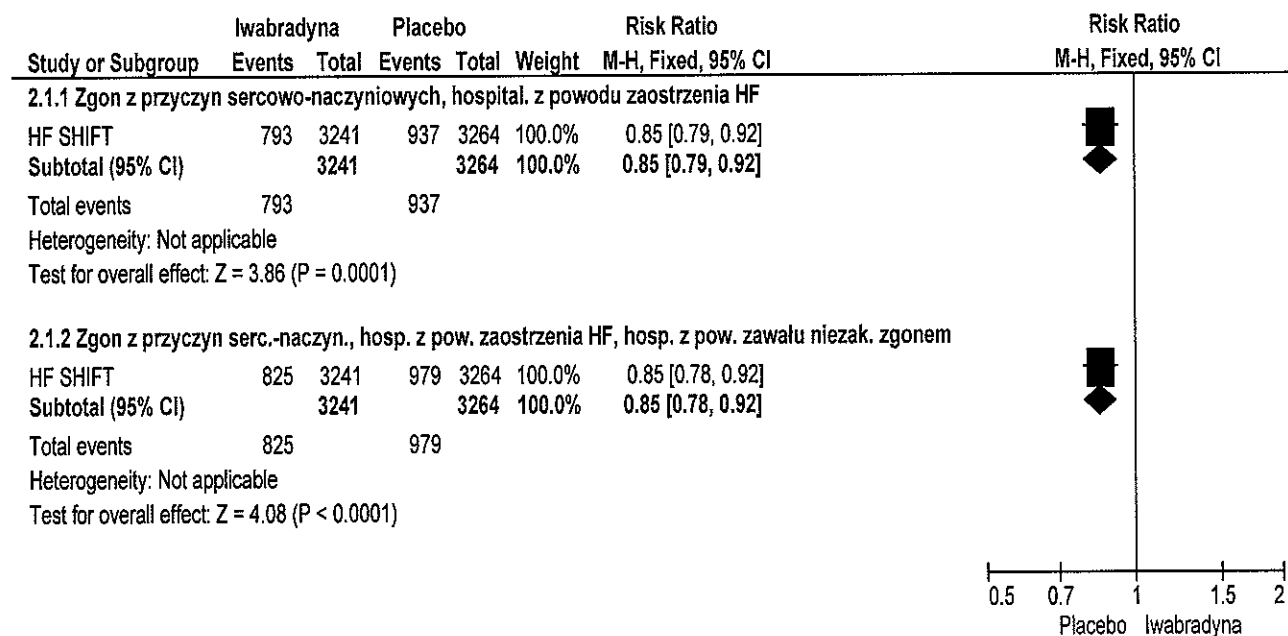 Iwabradyna Placebo Risk Ratio Risk Ratio
Study or Subgroup Events Total Events Total Weight M-H, Fixed, 95% CI M-H, Fixed, 95% CI
2.1.1 Zgon z przyczyn sercowo-naczyniowych, hospital. z powodu zaostrzenia HF
HF SHIFT 793 3241 937 3264 100.0% 0.85 [0.79, 0.92]
Subtotal (95% CI) 3241 3264 100.0% 0.85 [0.79, 0.92]
Total events 793 937
Heterogeneity: Not applicable
Test for overall effect: Z = 3.86 (P = 0.0001)
2.1.2 Zgon z przyczyn serc.-naczyn., hosp. z pow. zaostrzenia HF, hosp. z pow. zawału niezak. zgonem
HF SHIFT 825 3241 979 3264 100.0% 0.85 [0.78, 0.92]
Subtotal (95% CI) 3241 3264 100.0% 0.85 [0.78, 0.92]
Total events 825 979
Heterogeneity: Not applicable
Test for overall effect: Z = 4.08 (P < 0.0001)
0.5 0.7 1 1.5 2
Placebo Iwabradyna